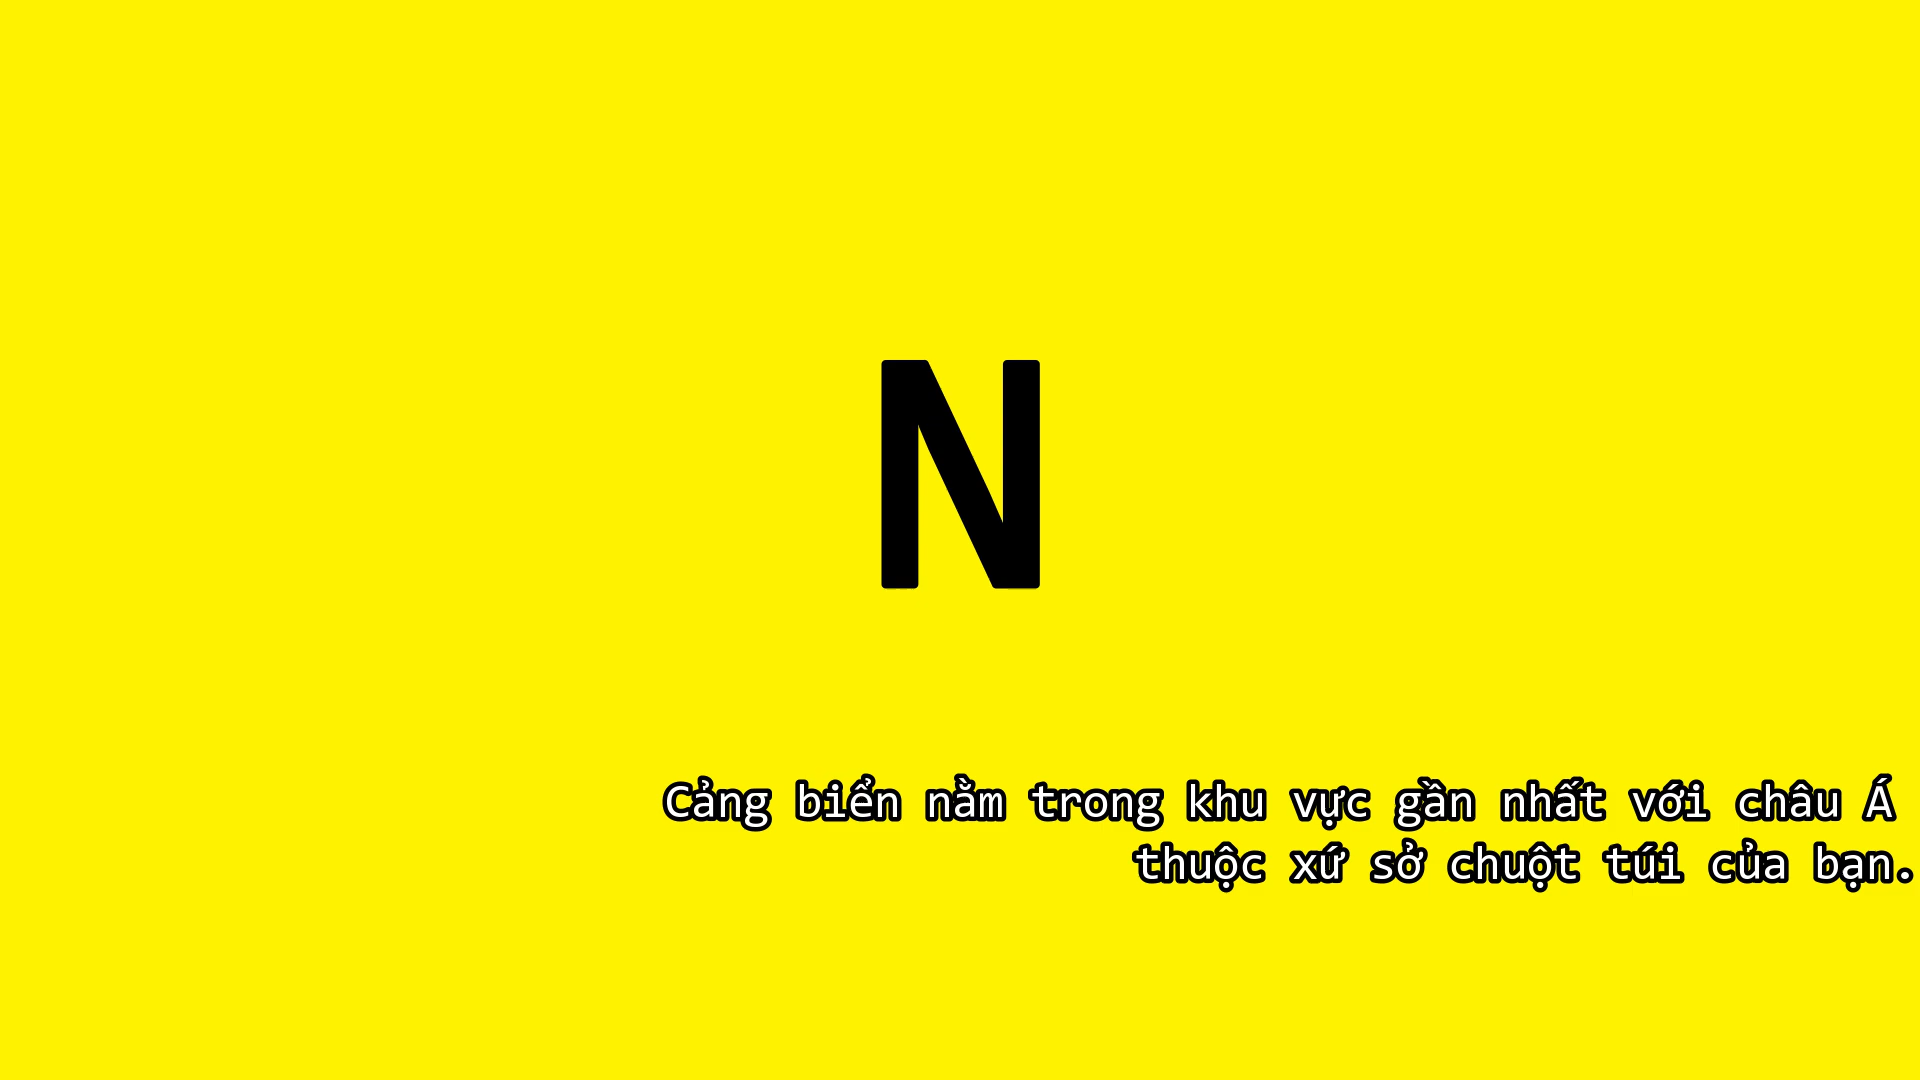 N
Cảng biển nằm trong khu vực gần nhất với châu Á
thuộc xứ sở chuột túi của bạn.